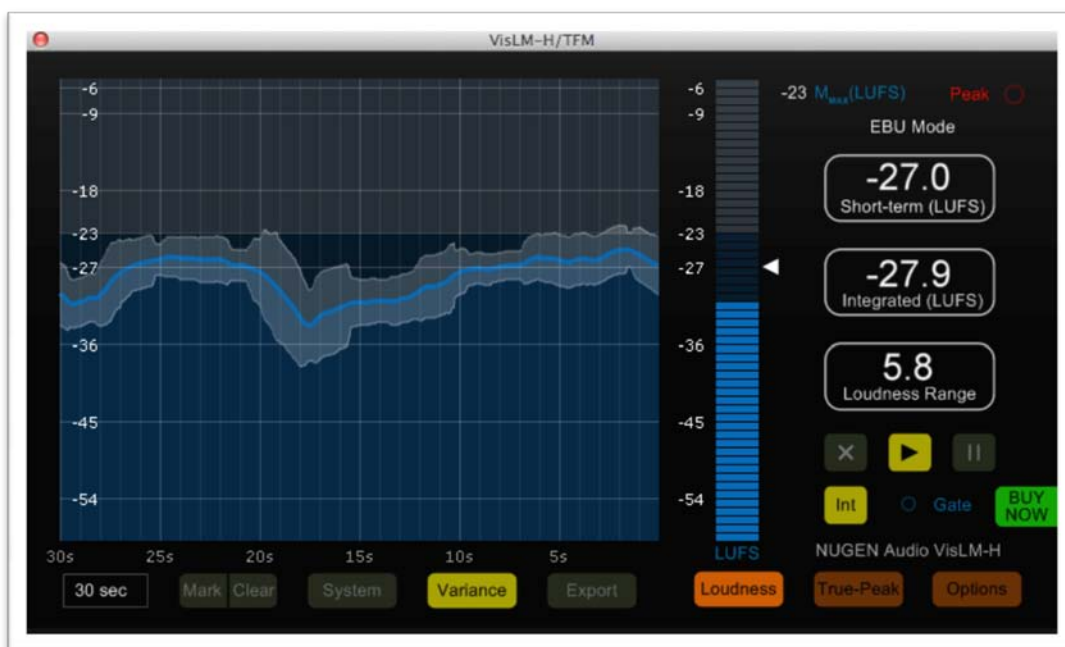 VisLM-H/TFM
-6
-9
-18
-23
-27
-36
-45
-54
30s 25s 20s 15s 10s 5s
-6
-9
-18
-23
-27
-36
-45
-54
LUFS
-23 MMAX(LUFS) Peak
EBU Mode
-27.0
Short-term (LUFS)
-27.9
Integrated (LUFS)
5.8
Loudness Range
Int Gate BUY
NOW
NUGEN Audio VisLM-H
30 sec Mark Clear System Variance Export Loudness True-Peak Options